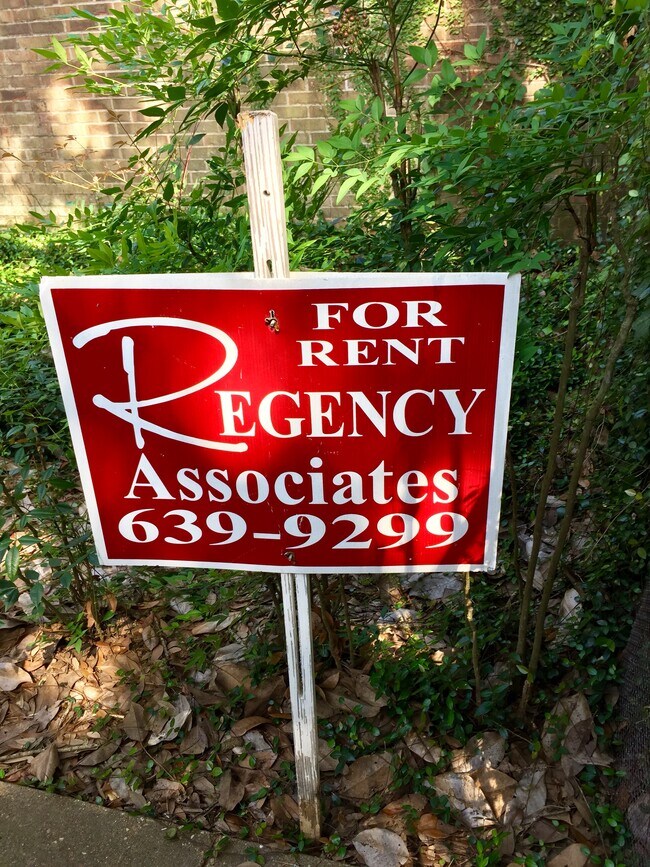 FOR
RENT
REGENCY
Associates
639-9299